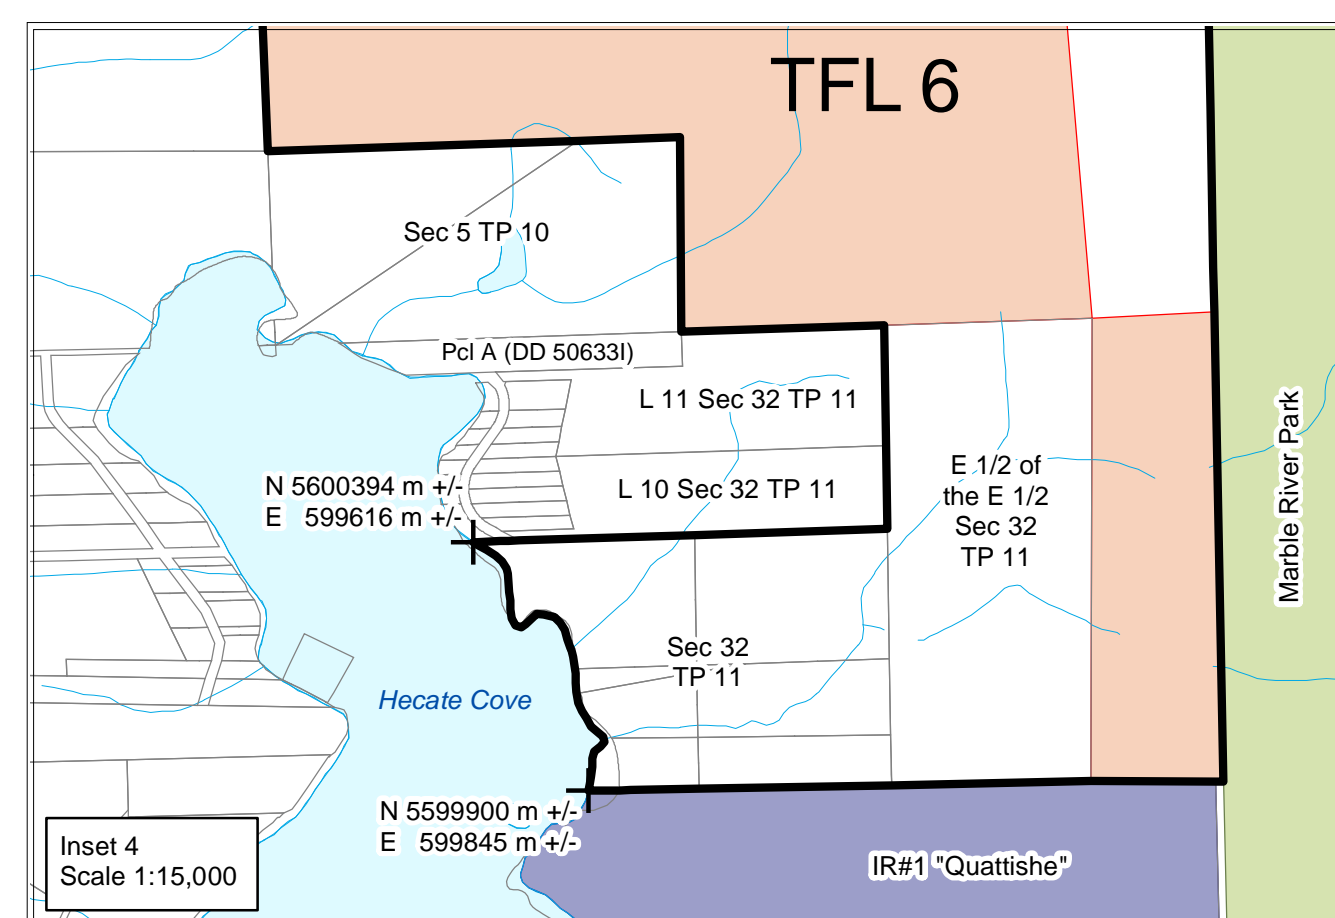 TFL 6
Sec 5 TP 10
Pcl A (DD 50633I)
L 11 Sec 32 TP 11
L 10 Sec 32 TP 11
N 5600394 m +/-
E 599616 m +/-
E 1/2 of
the E 1/2
Sec 32
TP 11
Marble River Park
Sec 32
TP 11
Hecate Cove
N 5599900 m +/-
E 599845 m +/-
Inset 4
Scale 1:15,000
IR#1 "Quattishe"